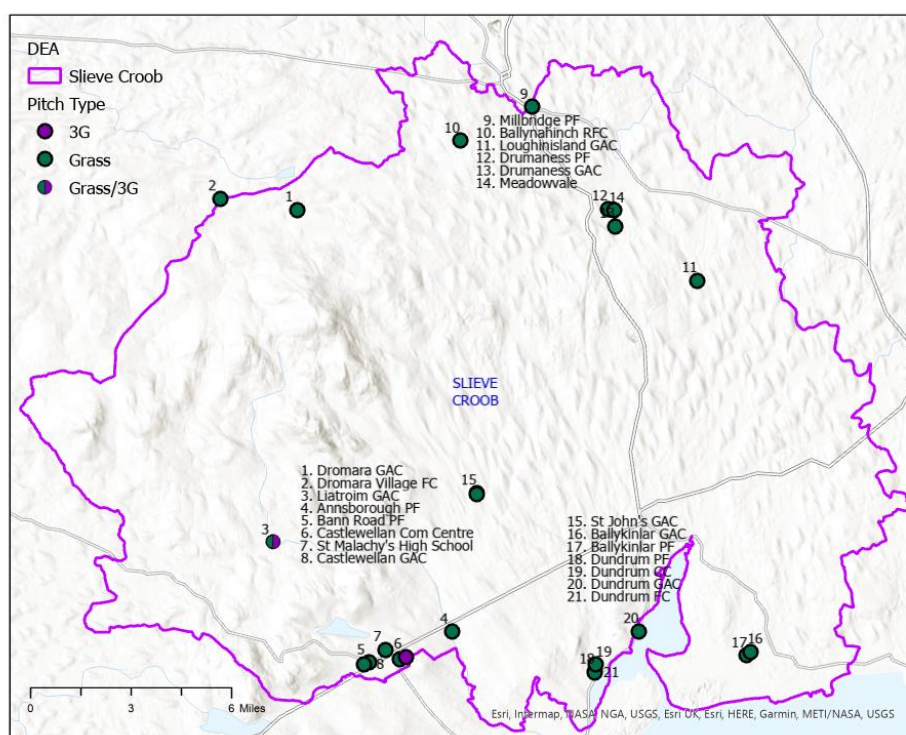 DEA
Slieve Croob
Pitch Type
3G
Grass
Grass/3G
9
10
9. Millbridge PF
10. Ballynahinch RFC
11. Loughinisland GAC
12. Drumaness PF
13. Drumaness GAC
14. Meadowvale
2
1
12
14
11
SLIEVE
CROOB
1. Dromara GAC
2. Dromara Village FC
3. Liatroim GAC
4. Annsborough PF
5. Bann Road PF
6. Castlewellan Com Centre
7. St Malachy's High School
8. Castlewellan GAC
15
3
15. St John's GAC
16. Ballykinlar GAC
17. Ballykinlar PF
18. Dundrum PF
19. Dundrum CC
20. Dundrum GAC
21. Dundrum FC
4
20
7
6
5
8
19
18
21
17
16
0 3 6 Miles
Esri, Intermap, NASA, NGA, USGS, Esri UK, Esri, HERE, Garmin, METI/NASA, USGS